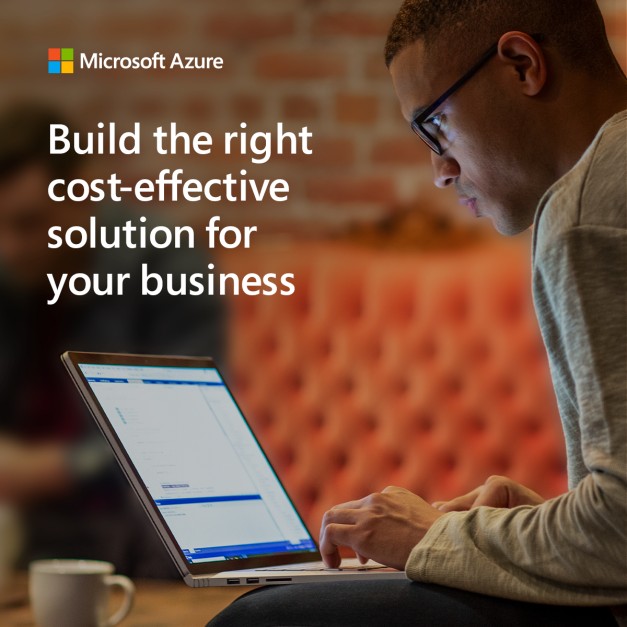 Microsoft Azure
Build the right
cost-effective
solution for
your business